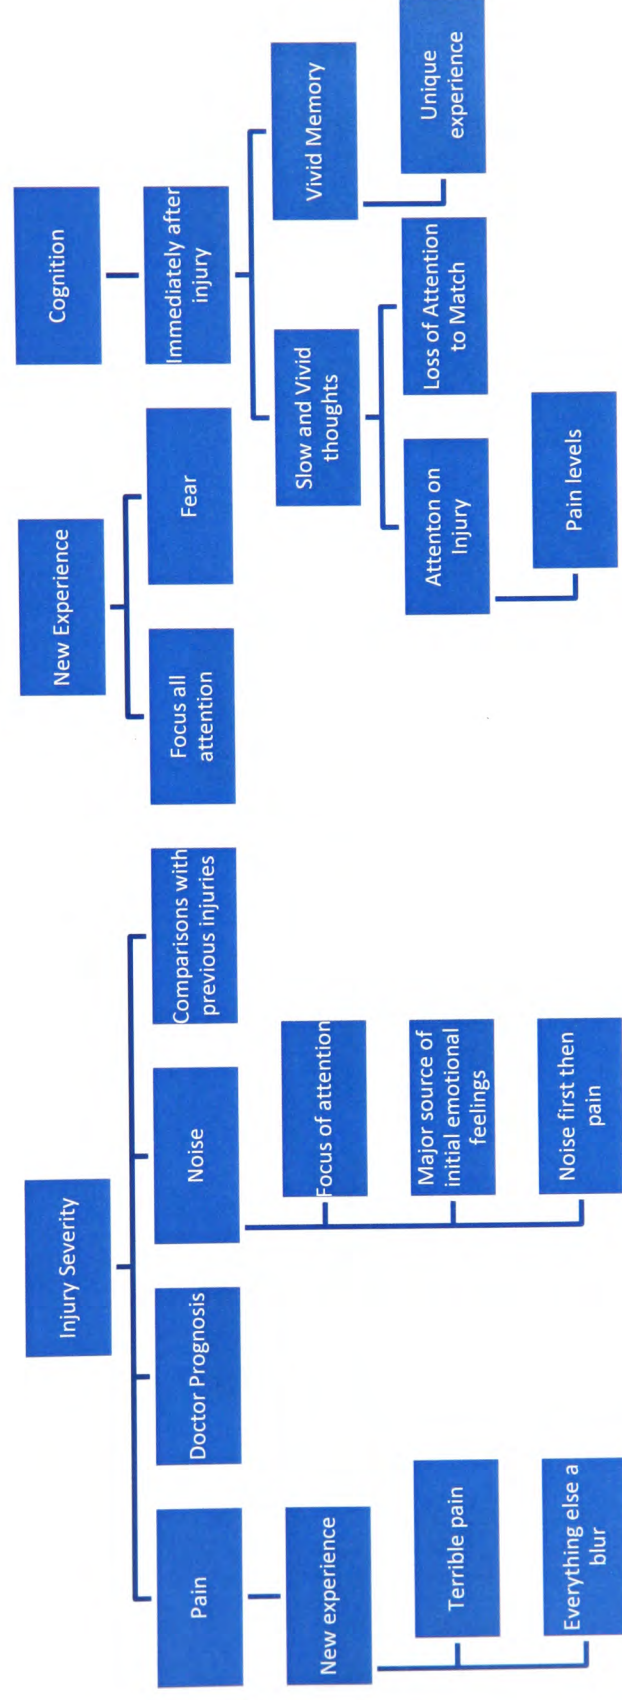 Injury Severity
Pain
Doctor Prognosis
Noise
Comparisons with
previous injuries
New experience
Terrible pain
Everything else a
blur
Focus of attention
Major source of
initial emotional
feelings
Noise first then
pain
New Experience
Focus all
attention
Fear
Cognition
Immediately after
injury
Slow and Vivid
thoughts
Vivid Memory
Attenton on
Injury
Loss of Attention
to Match
Unique
experience
Pain levels